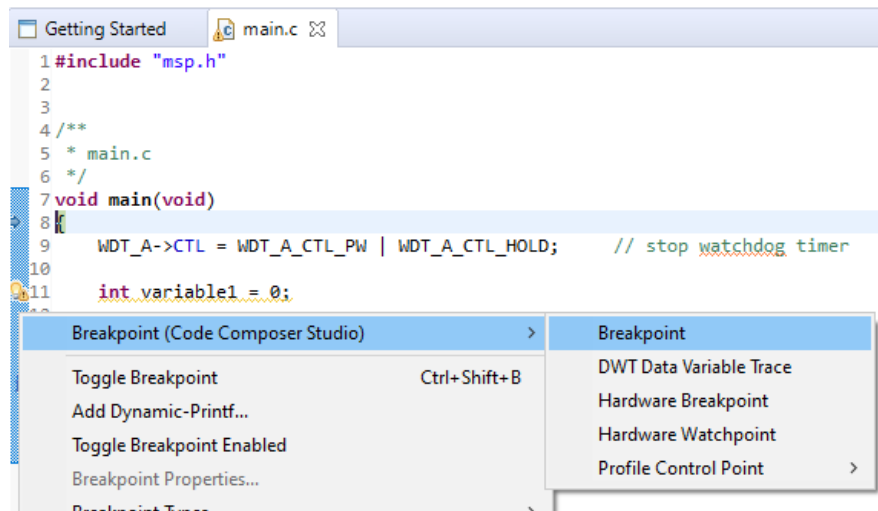 Getting Started
main.c
1 #include "msp.h"
2
3
4 /**
5  * main.c
6  */
7 void main(void)
8 {
9     WDT_A->CTL = WDT_A_CTL_PW | WDT_A_CTL_HOLD;     // stop watchdog timer
10
11     int variable1 = 0;
Breakpoint (Code Composer Studio) >
Toggle Breakpoint Ctrl+Shift+B
Add Dynamic-Printf...
Toggle Breakpoint Enabled
Breakpoint Properties...
Breakpoint Types >
Breakpoint
DWT Data Variable Trace
Hardware Breakpoint
Hardware Watchpoint
Profile Control Point >